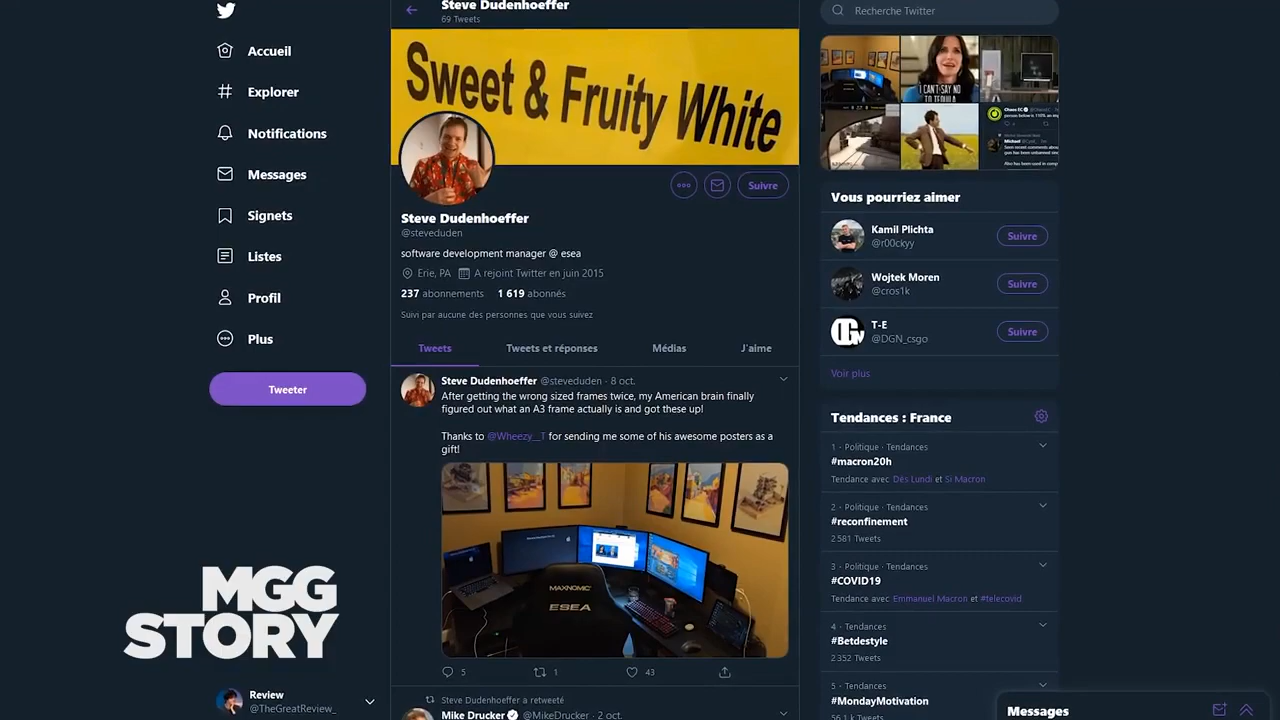 Accueil
Explorer
Notifications
Messages
Signets
Listes
Profil
Plus
Tweeter
MGG
STORY
Review
@TheGreatReview_
Steve Dudenhoeffer
69 Tweets
Sweet & Fruity White
Suivre
Steve Dudenhoeffer
@steveduden
software development manager @ esea
Erie, PA A rejoint Twitter en juin 2015
237 abonnements 1 619 abonnés
Suivi par aucune des personnes que vous suivez
Tweets Tweets et réponses Médias J'aime
Steve Dudenhoeffer @steveduden · 8 oct.
After getting the wrong sized frames twice, my American brain finally
figured out what an A3 frame actually is and got these up!
Thanks to @Wheezy__T for sending me some of his awesome posters as a
gift!
MAXNOMIC
ESEA
5 1 43
Steve Dudenhoeffer a retweeté
Mike Drucker @MikeDrucker · 2 oct.
Recherche Twitter
I CAN'T SAY NO
TO TEQUILA
Vous pourriez aimer
Kamil Plichta
@r00ckyy
Suivre
Wojtek Moren
@cros1k
Suivre
T-E
@DGN_csgo
Suivre
Voir plus
Tendances : France
1 · Politique · Tendances
#macron20h
Tendance avec Dès Lundi et Si Macron
2 · Politique · Tendances
#reconfinement
2 581 Tweets
3 · Politique · Tendances
#COVID19
Tendance avec Emmanuel Macron et #telecovid
4 · Tendances
#Betdestyle
2 352 Tweets
5 · Tendances
#MondayMotivation
56,1 k Tweets
Messages